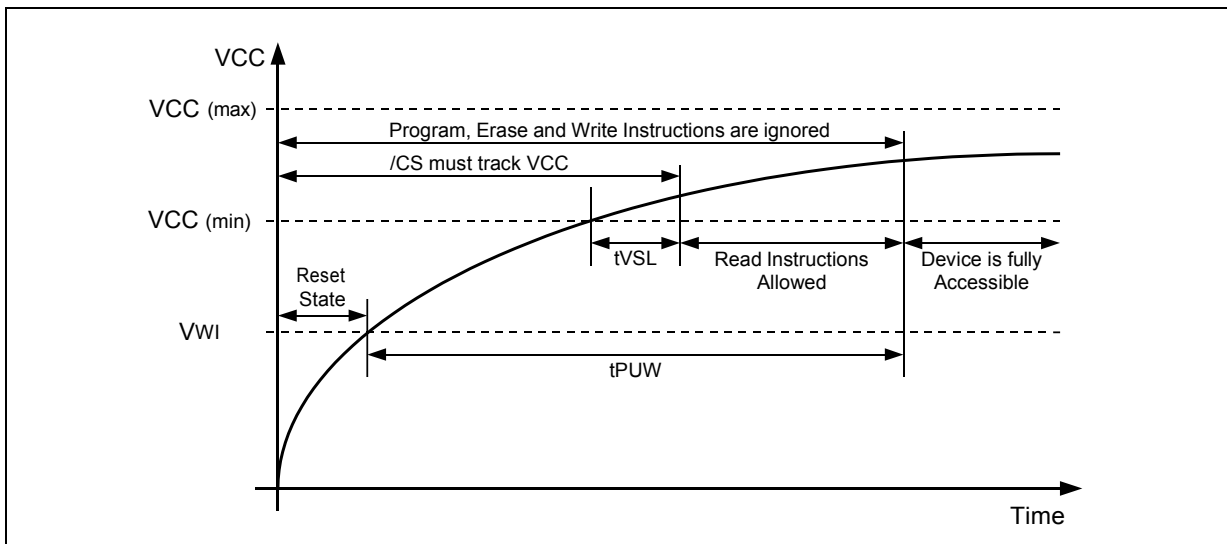 VCC
VCC (max)
Program, Erase and Write Instructions are ignored
/CS must track VCC
VCC (min)
tVSL
Read Instructions
Allowed
Device is fully
Accessible
Reset
State
VWI
tPUW
Time